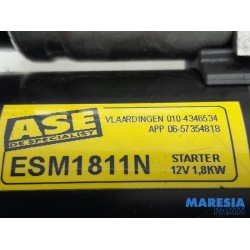 ASE
DE SPECIALIST
VLAARDINGEN 010-4346534
APP 06-57354818
ESM1811N
STARTER
12V 1,8KW
MARESIA
PARTS